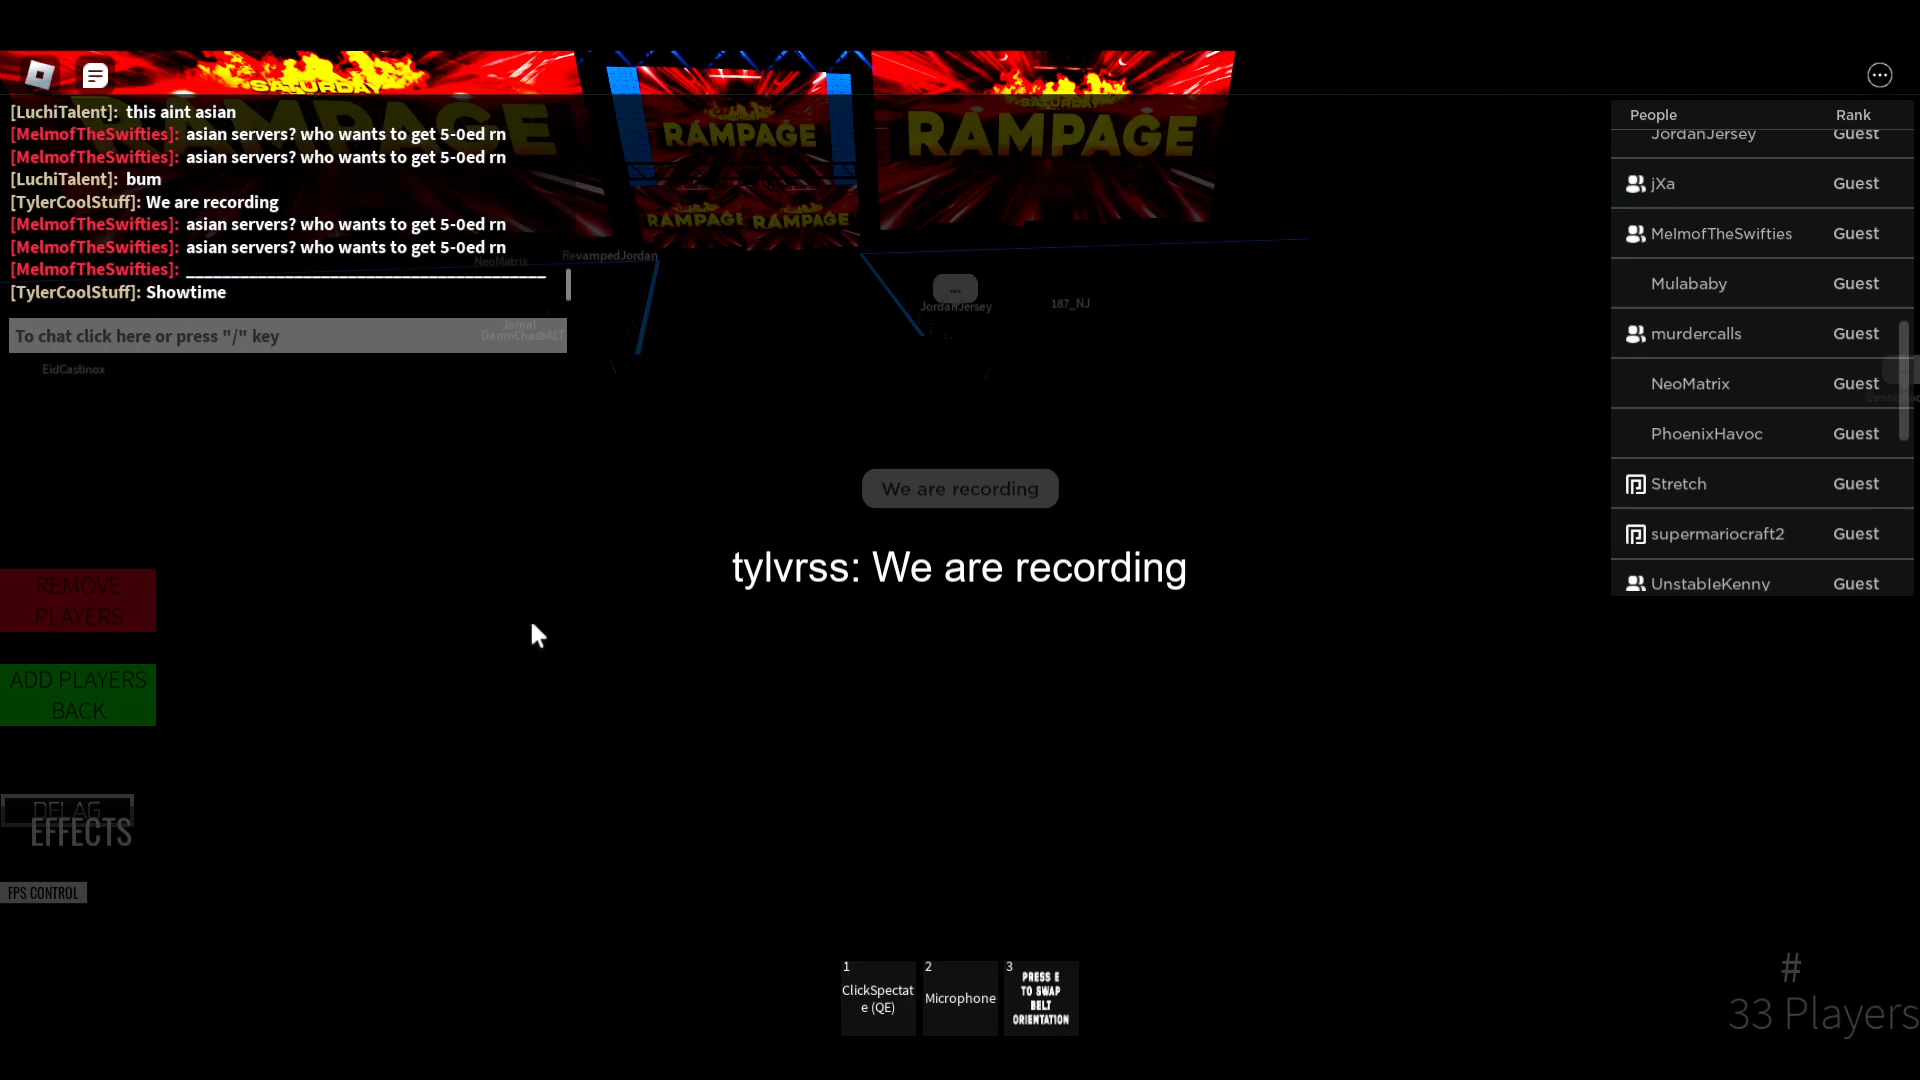 SATURDAY
RAMPAGE
RAMPAGE
SATURDAY
RAMPAGE
RAMPAGE
RAMPAGE
[LuchiTalent]: this aint asian
[MelmofTheSwifties]: asian servers? who wants to get 5-0ed rn
[MelmofTheSwifties]: asian servers? who wants to get 5-0ed rn
[LuchiTalent]: bum
[TylerCoolStuff]: We are recording
[MelmofTheSwifties]: asian servers? who wants to get 5-0ed rn
[MelmofTheSwifties]: asian servers? who wants to get 5-0ed rn
[MelmofTheSwifties]: ________________________________________
[TylerCoolStuff]: Showtime
To chat click here or press "/" key
NeoMatrix
RevampedJordan
Jamal
DamnChaseALT
EidCastinox
...
JordanJersey
187_NJ
People Rank
JordanJersey Guest
jXa Guest
MelmofTheSwifties Guest
Mulababy Guest
murdercalls Guest
NeoMatrix Guest
PhoenixHavoc Guest
Stretch Guest
supermariocraft2 Guest
UnstableKenny Guest
We are recording
tylvrss: We are recording
REMOVE
PLAYERS
ADD PLAYERS
BACK
DELAG
EFFECTS
FPS CONTROL
1
ClickSpectat
e (QE)
2
Microphone
3
PRESS E
TO SWAP
BELT
ORIENTATION
#
33 Players